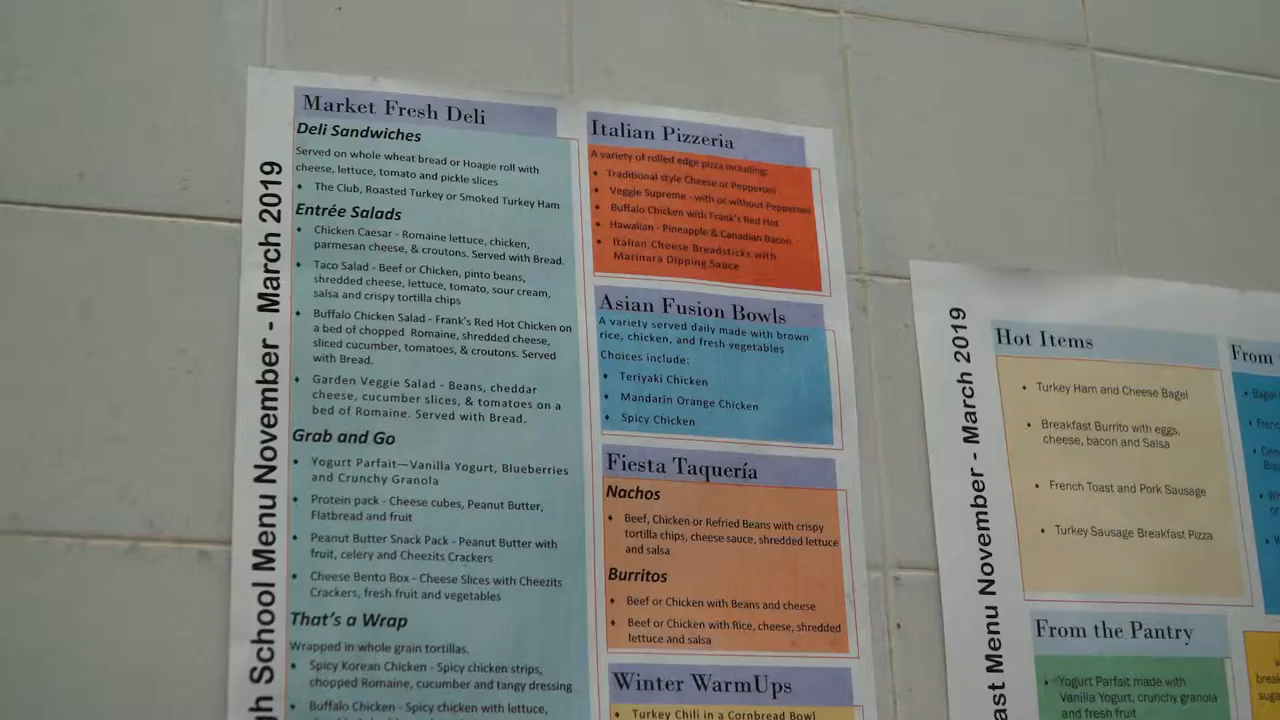 gh School Menu November - March 2019
Market Fresh Deli
Deli Sandwiches
Served on whole wheat bread or Hoagie roll with
cheese, lettuce, tomato and pickle slices
• The Club, Roasted Turkey or Smoked Turkey Ham
Entrée Salads
• Chicken Caesar - Romaine lettuce, chicken,
parmesan cheese, & croutons. Served with Bread.
• Taco Salad - Beef or Chicken, pinto beans,
shredded cheese, lettuce, tomato, sour cream,
salsa and crispy tortilla chips
• Buffalo Chicken Salad - Frank's Red Hot Chicken on
a bed of chopped Romaine, shredded cheese,
sliced cucumber, tomatoes, & croutons. Served
with Bread.
• Garden Veggie Salad - Beans, cheddar
cheese, cucumber slices, & tomatoes on a
bed of Romaine. Served with Bread.
Grab and Go
• Yogurt Parfait—Vanilla Yogurt, Blueberries
and Crunchy Granola
• Protein pack - Cheese cubes, Peanut Butter,
Flatbread and fruit
• Peanut Butter Snack Pack - Peanut Butter with
fruit, celery and Cheezits Crackers
• Cheese Bento Box - Cheese Slices with Cheezits
Crackers, fresh fruit and vegetables
That's a Wrap
Wrapped in whole grain tortillas.
• Spicy Korean Chicken - Spicy chicken strips,
chopped Romaine, cucumber and tangy dressing
• Buffalo Chicken - Spicy chicken with lettuce,
Italian Pizzeria
A variety of rolled edge pizza including:
• Traditional style Cheese or Pepperoni
• Veggie Supreme - with or without Pepperoni
• Buffalo Chicken with Frank's Red Hot
• Hawaiian - Pineapple & Canadian Bacon
• Italian Cheese Breadsticks with
Marinara Dipping Sauce
Asian Fusion Bowls
A variety served daily made with brown
rice, chicken, and fresh vegetables
Choices include:
• Teriyaki Chicken
• Mandarin Orange Chicken
• Spicy Chicken
Fiesta Taquería
Nachos
• Beef, Chicken or Refried Beans with crispy
tortilla chips, cheese sauce, shredded lettuce
and salsa
Burritos
• Beef or Chicken with Beans and cheese
• Beef or Chicken with Rice, cheese, shredded
lettuce and salsa
Winter WarmUps
• Turkey Chili in a Cornbread Bowl
ast Menu November - March 2019
Hot Items
• Turkey Ham and Cheese Bagel
• Breakfast Burrito with eggs,
cheese, bacon and Salsa
• French Toast and Pork Sausage
• Turkey Sausage Breakfast Pizza
From the Pantry
• Yogurt Parfait made with
Vanilla Yogurt, crunchy granola
and fresh fruit
From